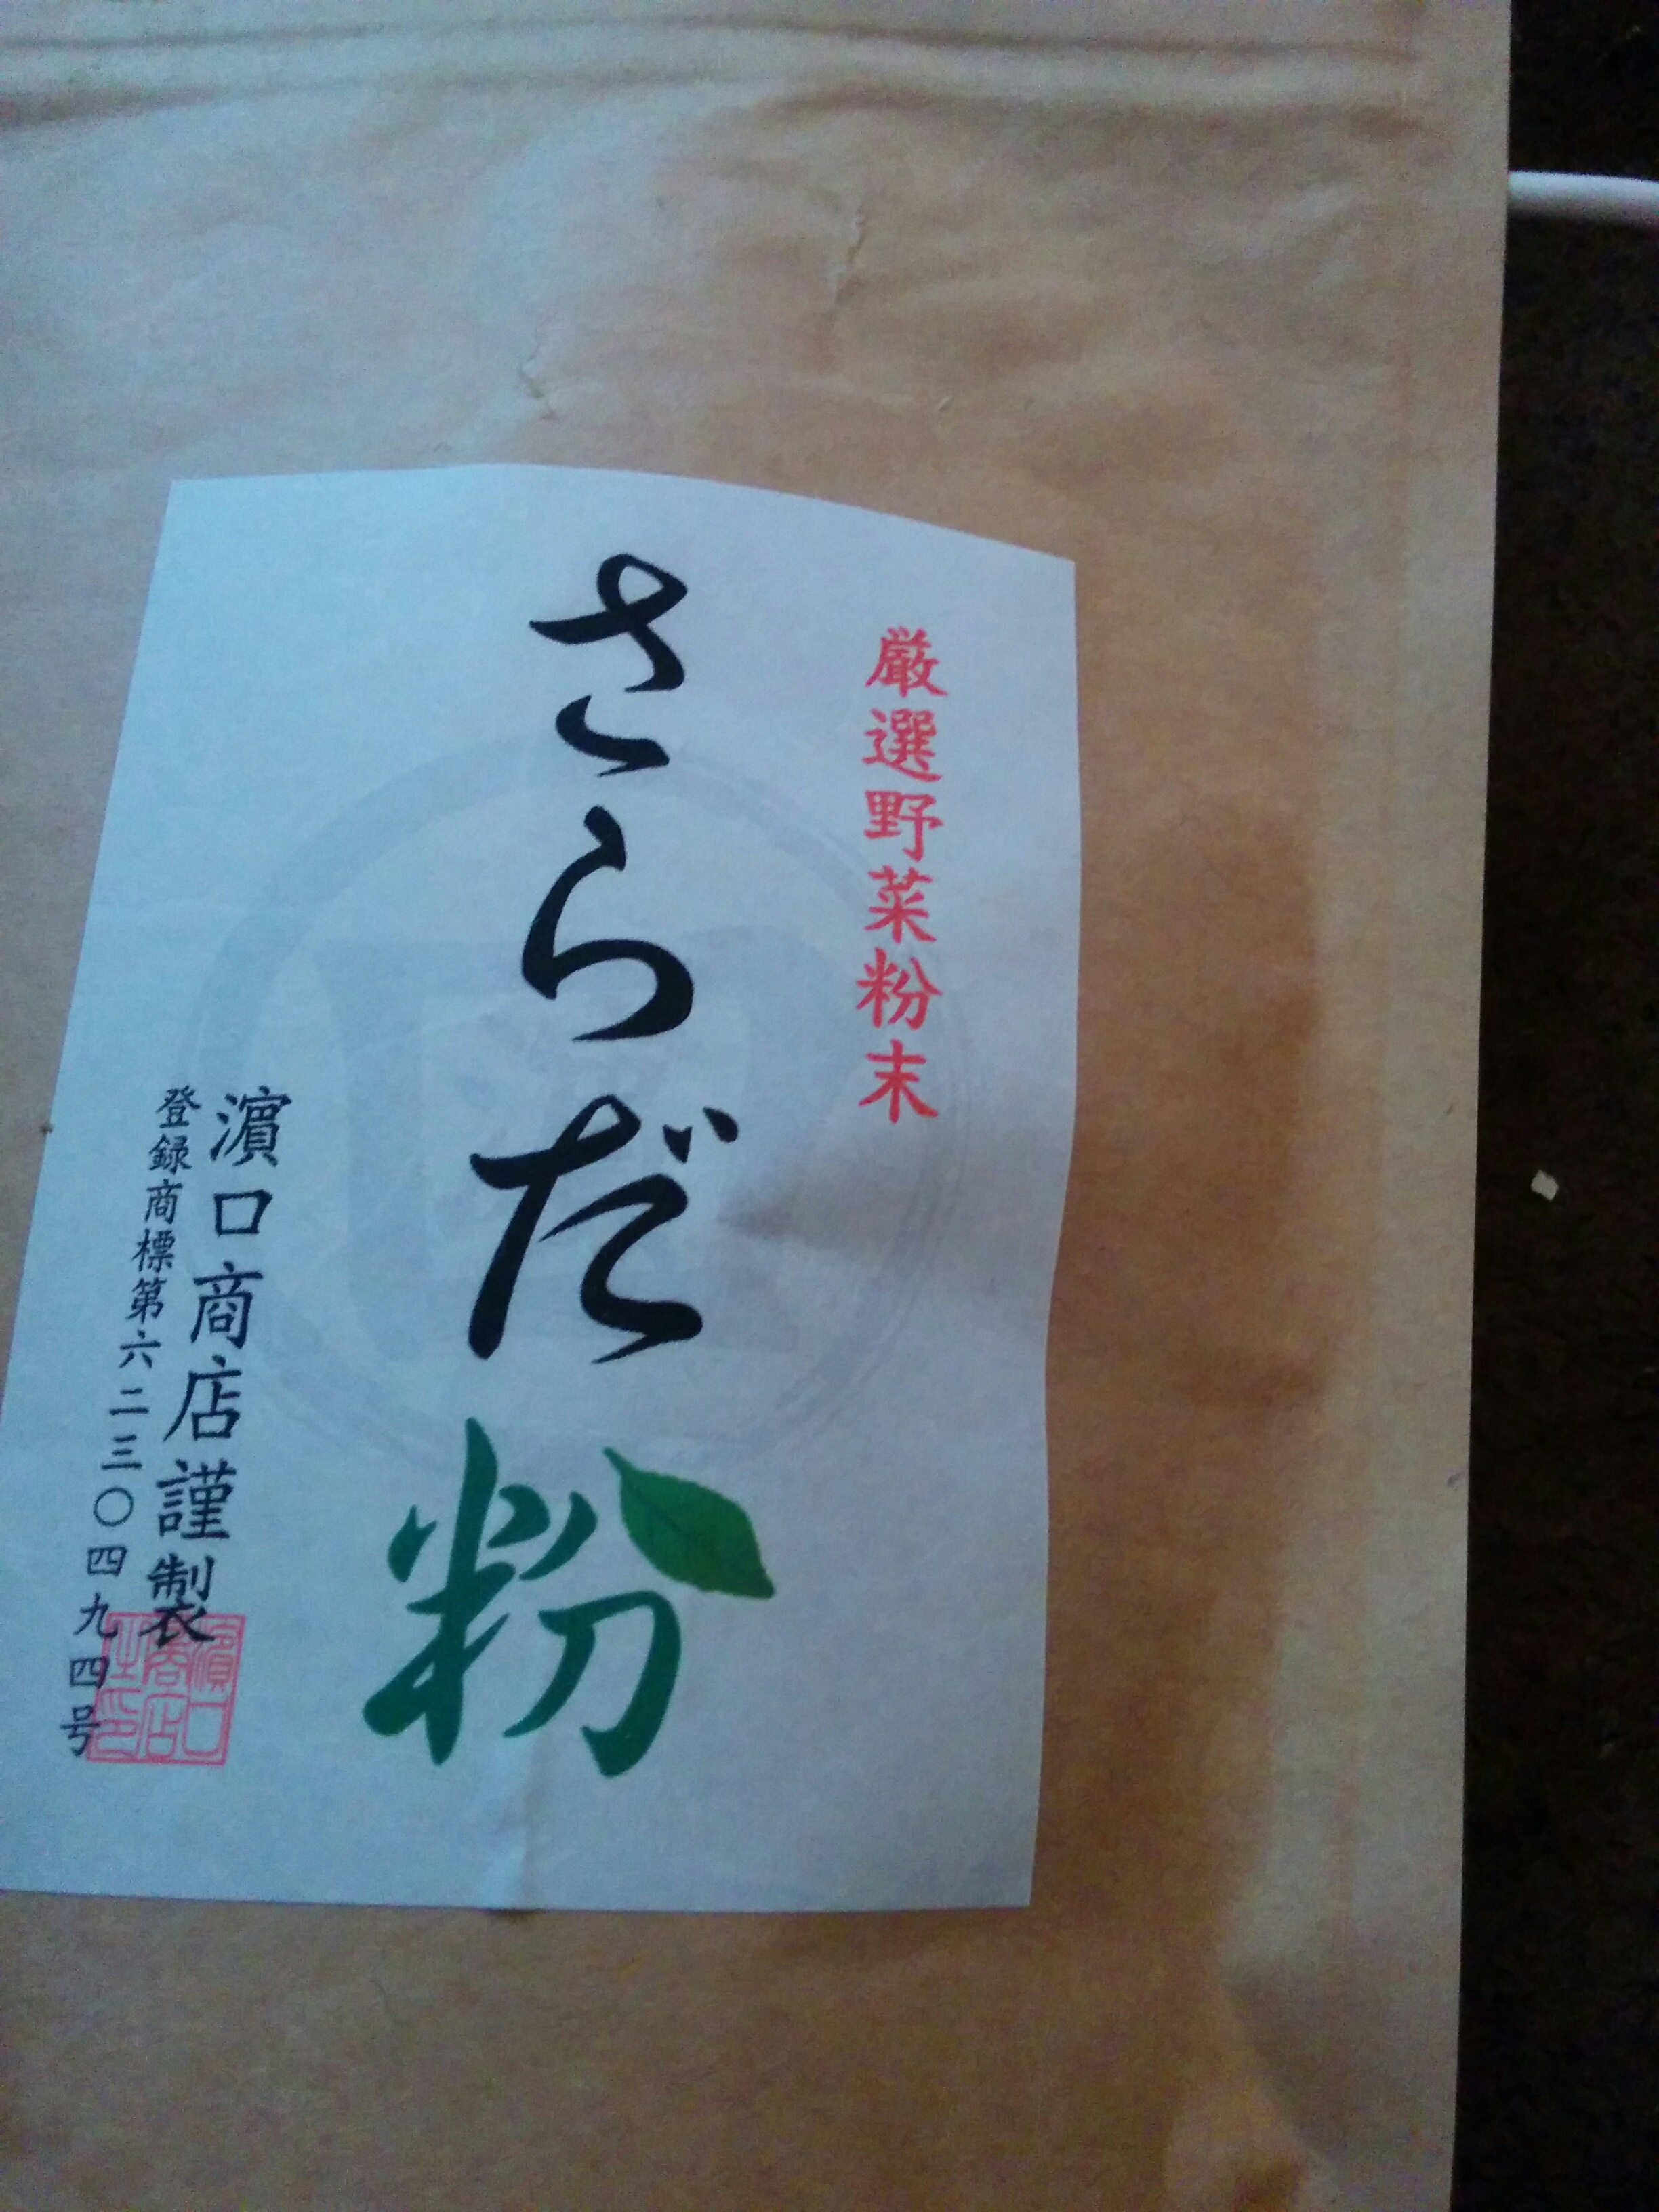 厳選野菜粉末
さらだ粉
濵口商店謹製
登録商標第六二三〇四九四号